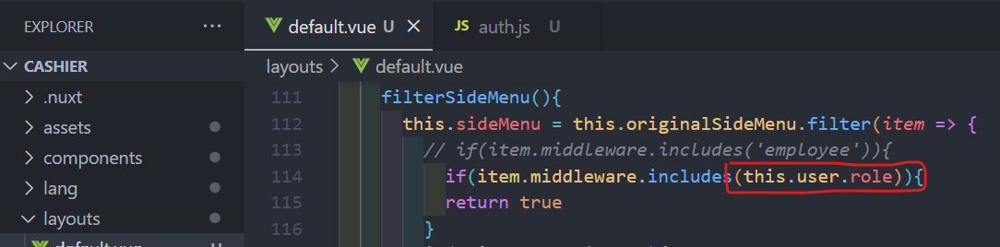 EXPLORER ...
default.vue U ×
JS auth.js U
CASHIER
layouts > default.vue
.nuxt
assets
components
lang
layouts
default.vue U
111 filterSideMenu(){
112 this.sideMenu = this.originalSideMenu.filter(item => {
113 // if(item.middleware.includes('employee')){
114 if(item.middleware.includes(this.user.role)){
115 return true
116 }